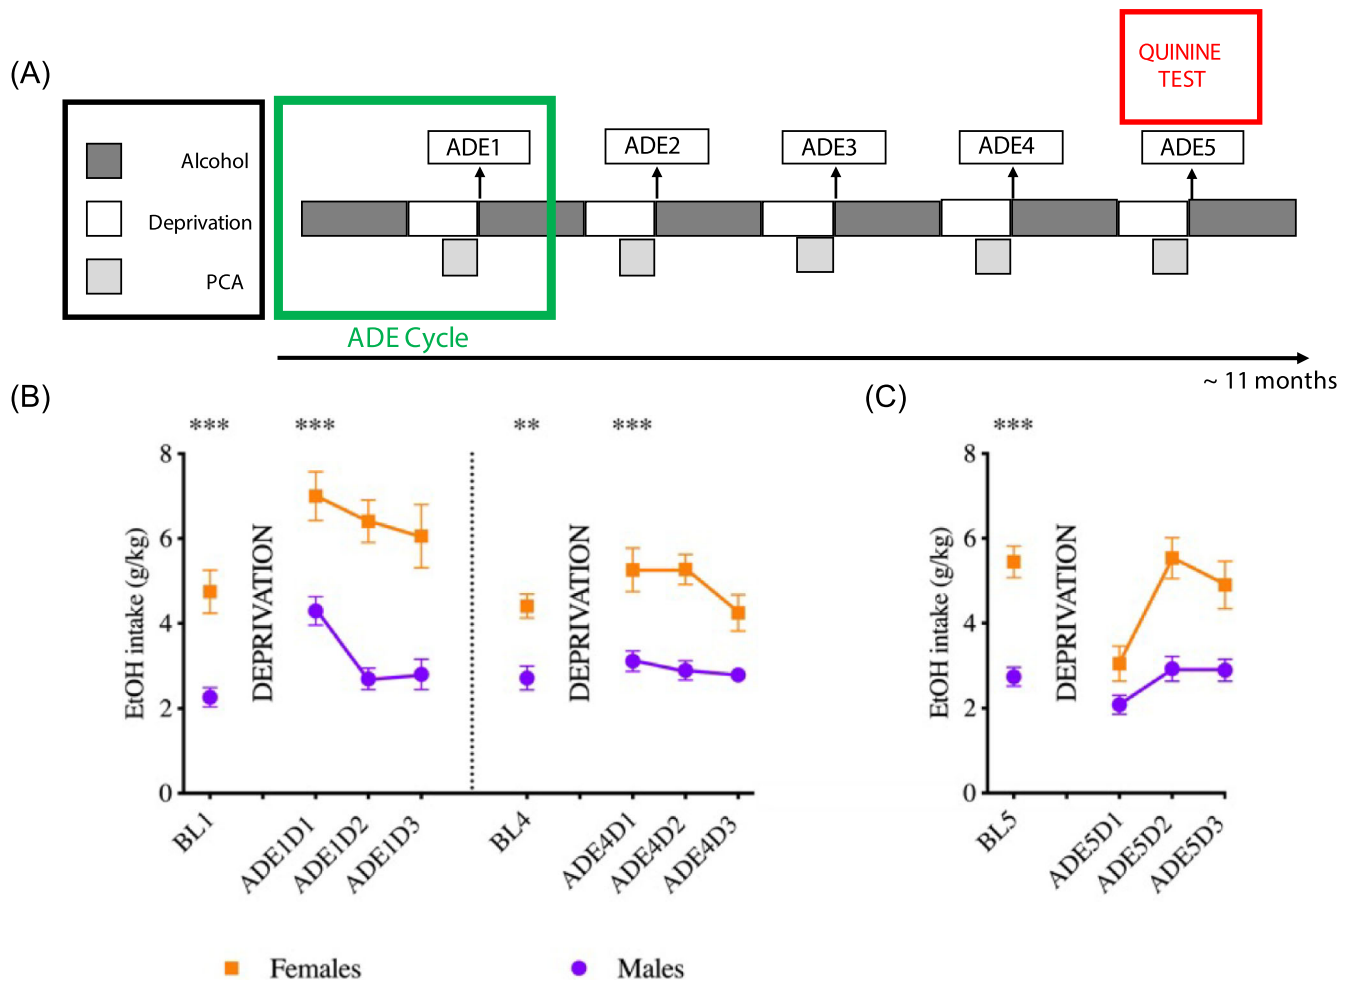 (A)
QUININE
TEST
Alcohol
Deprivation
PCA
ADE1
ADE2
ADE3
ADE4
ADE5
ADE Cycle
~ 11 months
(B)
*** *** ** ***
EtOH intake (g/kg)
8
6
4
2
0
DEPRIVATION
DEPRIVATION
BL1
ADE1D1
ADE1D2
ADE1D3
BL4
ADE4D1
ADE4D2
ADE4D3
(C)
***
EtOH intake (g/kg)
8
6
4
2
0
DEPRIVATION
BL5
ADE5D1
ADE5D2
ADE5D3
Females
Males